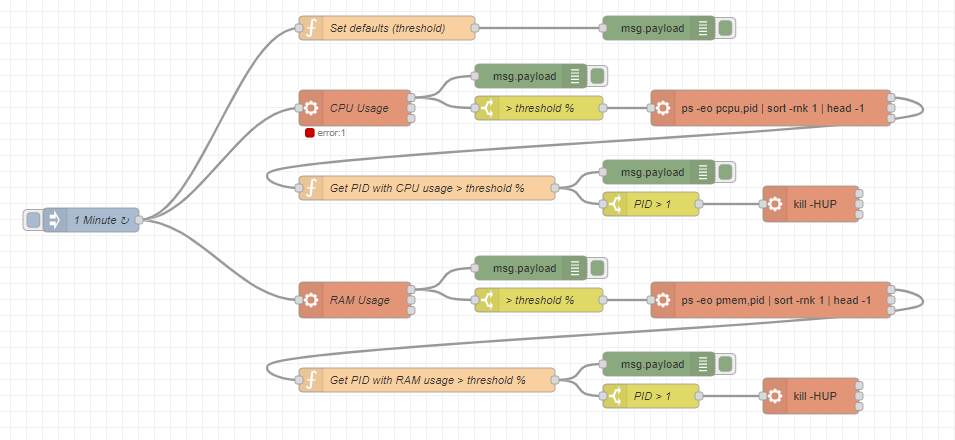 Set defaults (threshold)
msg.payload
msg.payload
CPU Usage
> threshold %
ps -eo pcpu,pid | sort -rnk 1 | head -1
error:1
msg.payload
Get PID with CPU usage > threshold %
PID > 1
kill -HUP
1 Minute ↻
msg.payload
RAM Usage
> threshold %
ps -eo pmem,pid | sort -rnk 1 | head -1
msg.payload
Get PID with RAM usage > threshold %
PID > 1
kill -HUP